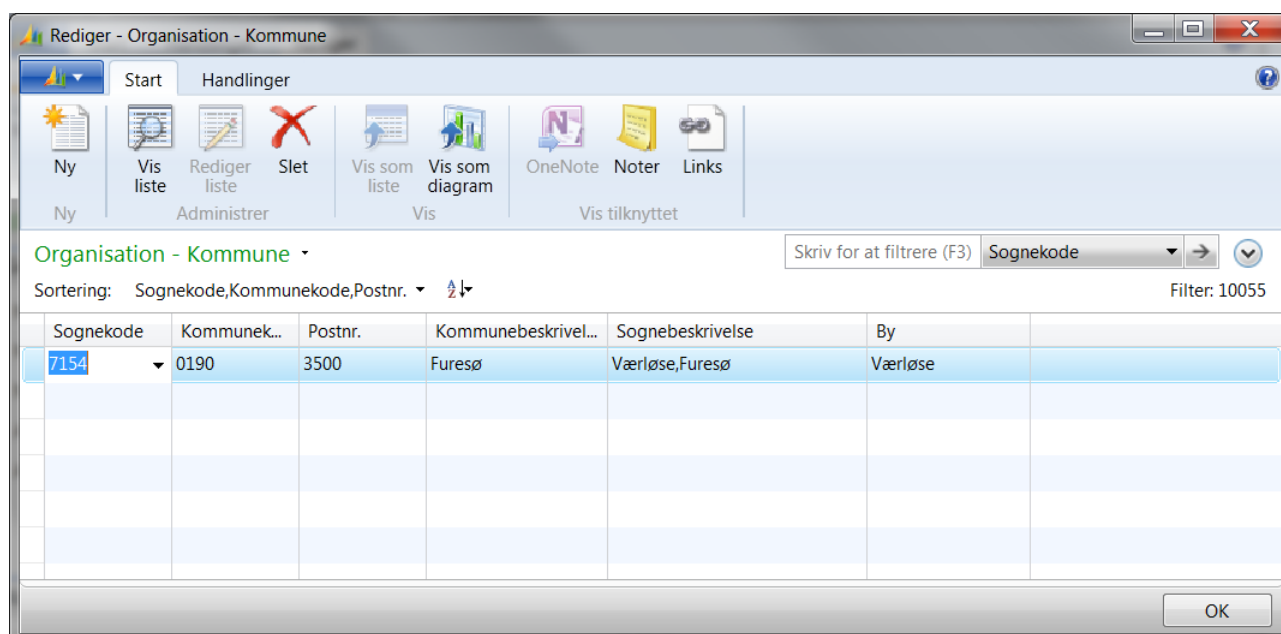 Rediger - Organisation - Kommune
Start Handlinger
Ny Vis liste Rediger liste Slet Vis som liste Vis som diagram OneNote Noter Links
Ny Administrer Vis Vis tilknyttet
Organisation - Kommune Skriv for at filtrere (F3) Sognekode
Sortering: Sognekode,Kommunekode,Postnr. Filter: 10055
Sognekode Kommunek... Postnr. Kommunebeskrivel... Sognebeskrivelse By
7154 0190 3500 Furesø Værløse,Furesø Værløse
OK